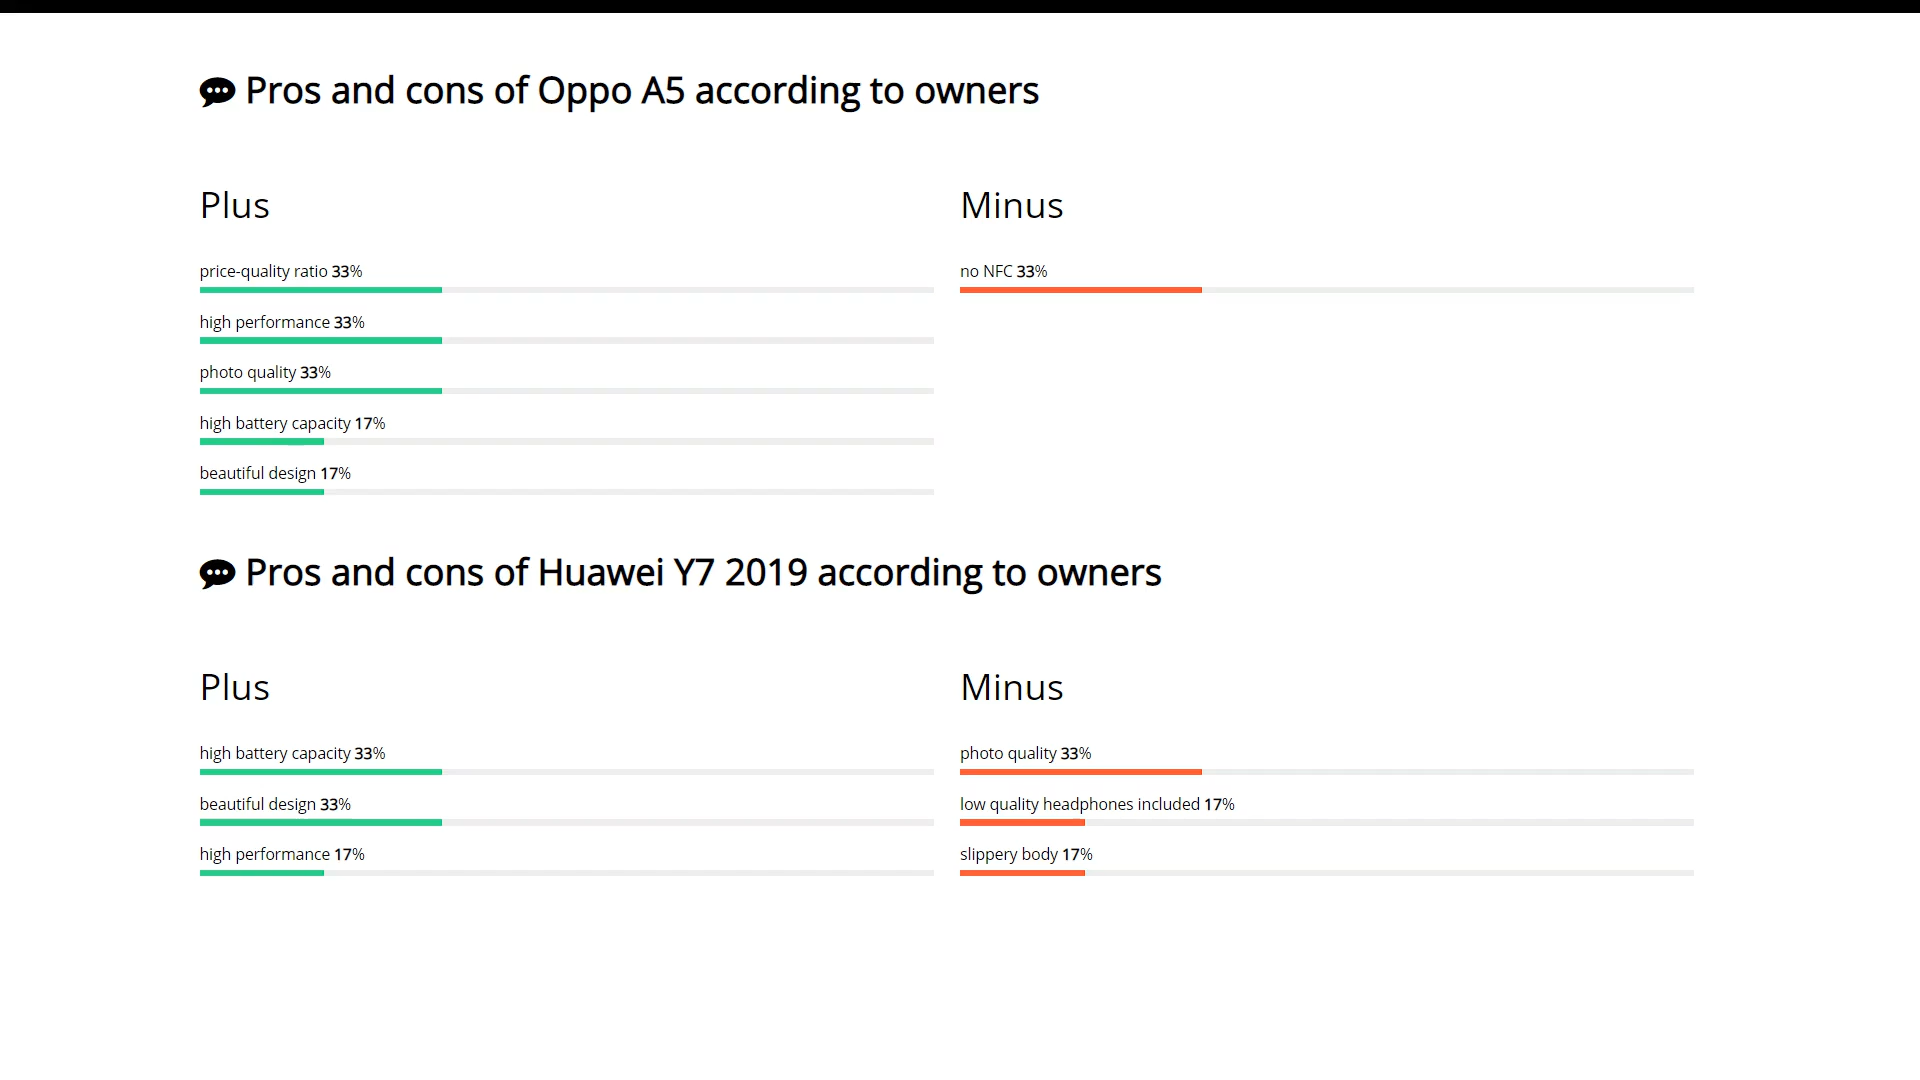 Pros and cons of Oppo A5 according to owners
Plus
price-quality ratio 33%
high performance 33%
photo quality 33%
high battery capacity 17%
beautiful design 17%
Minus
no NFC 33%
Pros and cons of Huawei Y7 2019 according to owners
Plus
high battery capacity 33%
beautiful design 33%
high performance 17%
Minus
photo quality 33%
low quality headphones included 17%
slippery body 17%